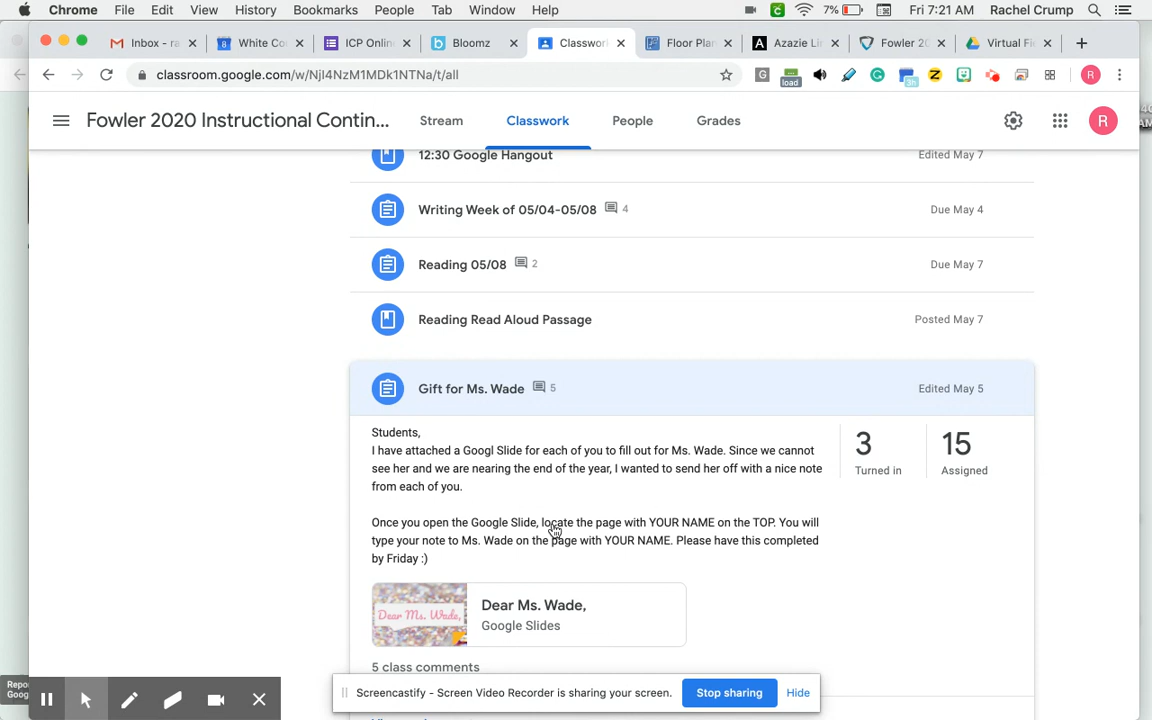 Chrome File Edit View History Bookmarks People Tab Window Help 7% Fri 7:21 AM Rachel Crump
Inbox - ra White Co ICP Onlin Bloomz Classwor Floor Plan Azazie Li Fowler 20 Virtual Fi
classroom.google.com/w/NjI4NzM1MDk1NTNa/t/all
Fowler 2020 Instructional Contin... Stream Classwork People Grades
12:30 Google Hangout Edited May 7
Writing Week of 05/04-05/08 4 Due May 4
Reading 05/08 2 Due May 7
Reading Read Aloud Passage Posted May 7
Gift for Ms. Wade 5 Edited May 5
Students,
I have attached a Googl Slide for each of you to fill out for Ms. Wade. Since we cannot
see her and we are nearing the end of the year, I wanted to send her off with a nice note
from each of you.
3 15
Turned in Assigned
Once you open the Google Slide, locate the page with YOUR NAME on the TOP. You will
type your note to Ms. Wade on the page with YOUR NAME. Please have this completed
by Friday :)
Dear Ms. Wade,
Dear Ms. Wade,
Google Slides
5 class comments
Screencastify - Screen Video Recorder is sharing your screen. Stop sharing Hide